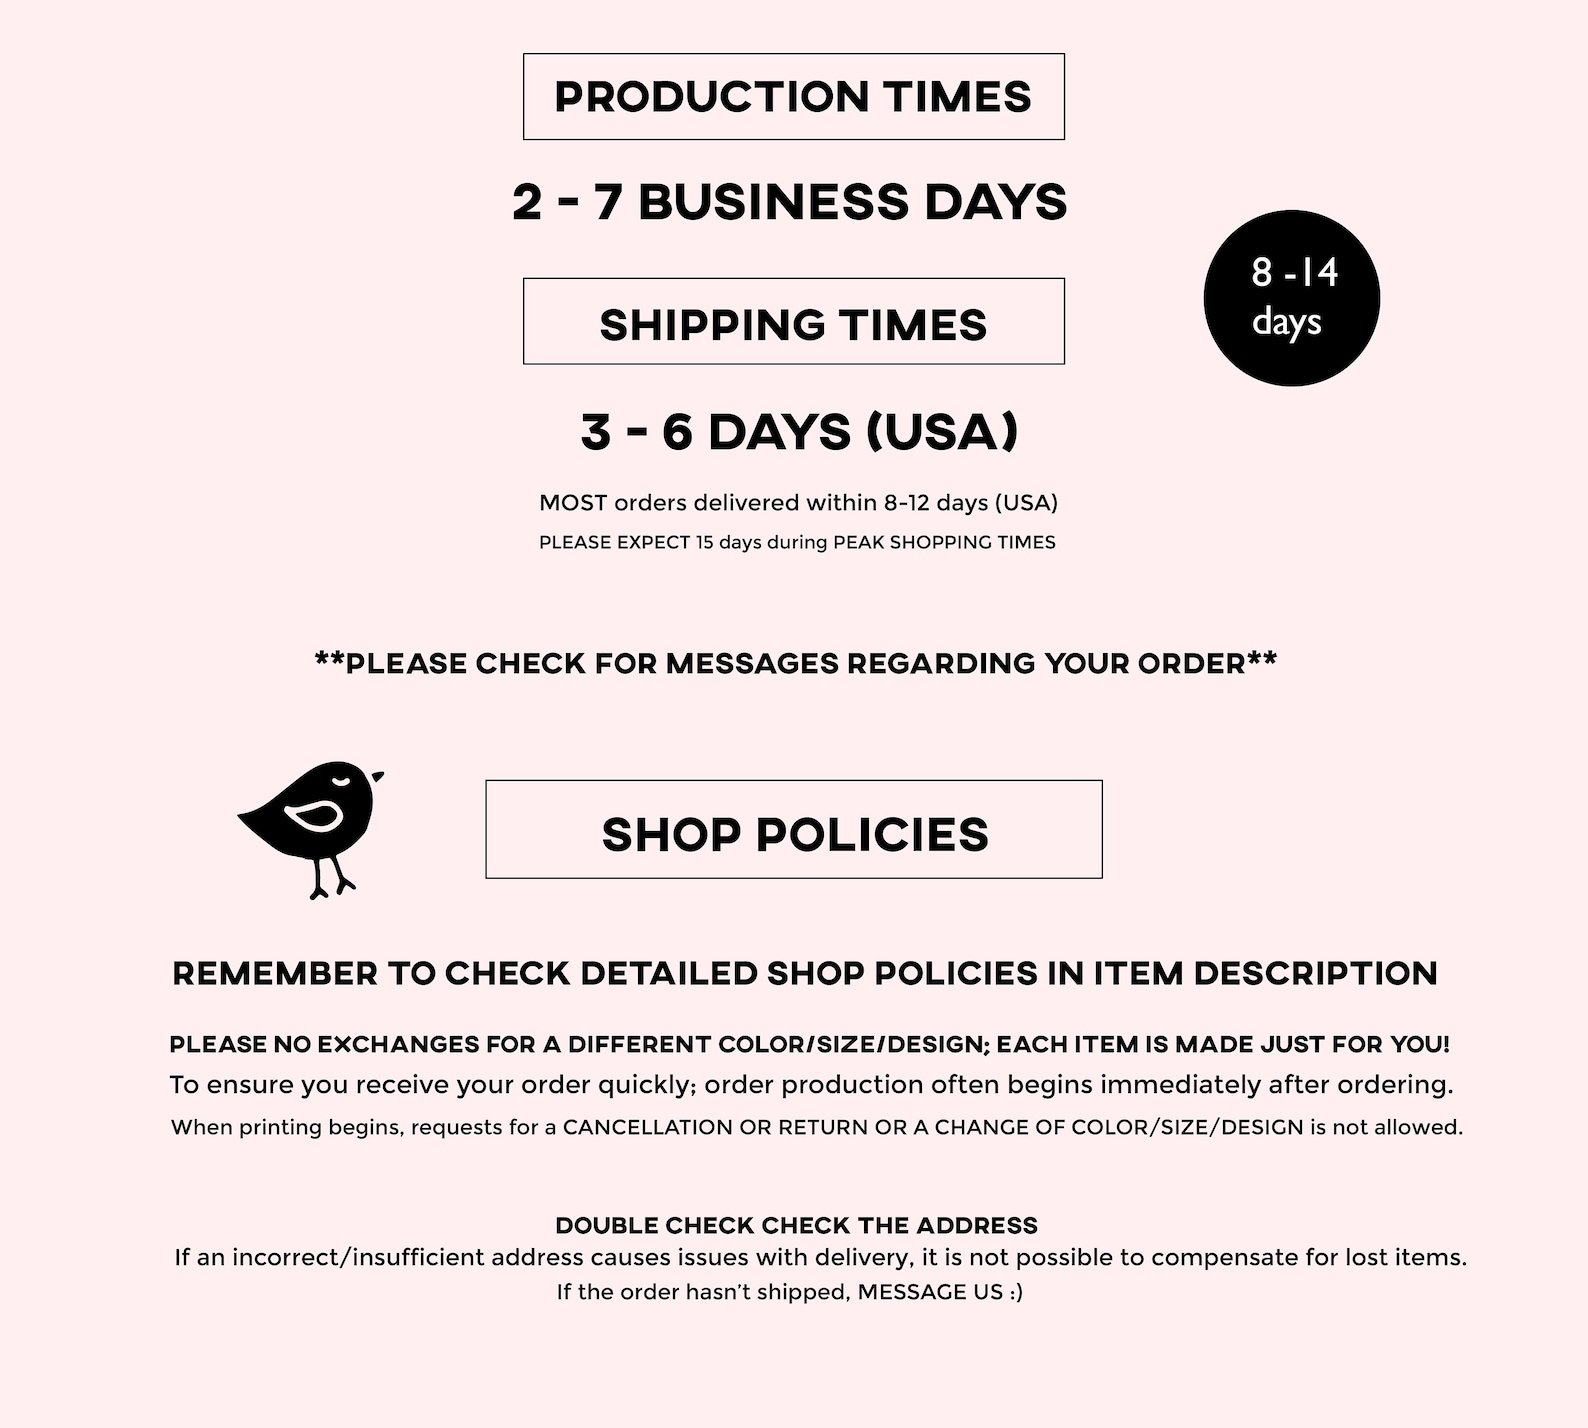 PRODUCTION TIMES
2 - 7 BUSINESS DAYS
8 -14
days
SHIPPING TIMES
3 - 6 DAYS (USA)
MOST orders delivered within 8-12 days (USA)
PLEASE EXPECT 15 days during PEAK SHOPPING TIMES
**PLEASE CHECK FOR MESSAGES REGARDING YOUR ORDER**
SHOP POLICIES
REMEMBER TO CHECK DETAILED SHOP POLICIES IN ITEM DESCRIPTION
PLEASE NO EXCHANGES FOR A DIFFERENT COLOR/SIZE/DESIGN; EACH ITEM IS MADE JUST FOR YOU!
To ensure you receive your order quickly; order production often begins immediately after ordering.
When printing begins, requests for a CANCELLATION OR RETURN OR A CHANGE OF COLOR/SIZE/DESIGN is not allowed.
DOUBLE CHECK CHECK THE ADDRESS
If an incorrect/insufficient address causes issues with delivery, it is not possible to compensate for lost items.
If the order hasn't shipped, MESSAGE US :)